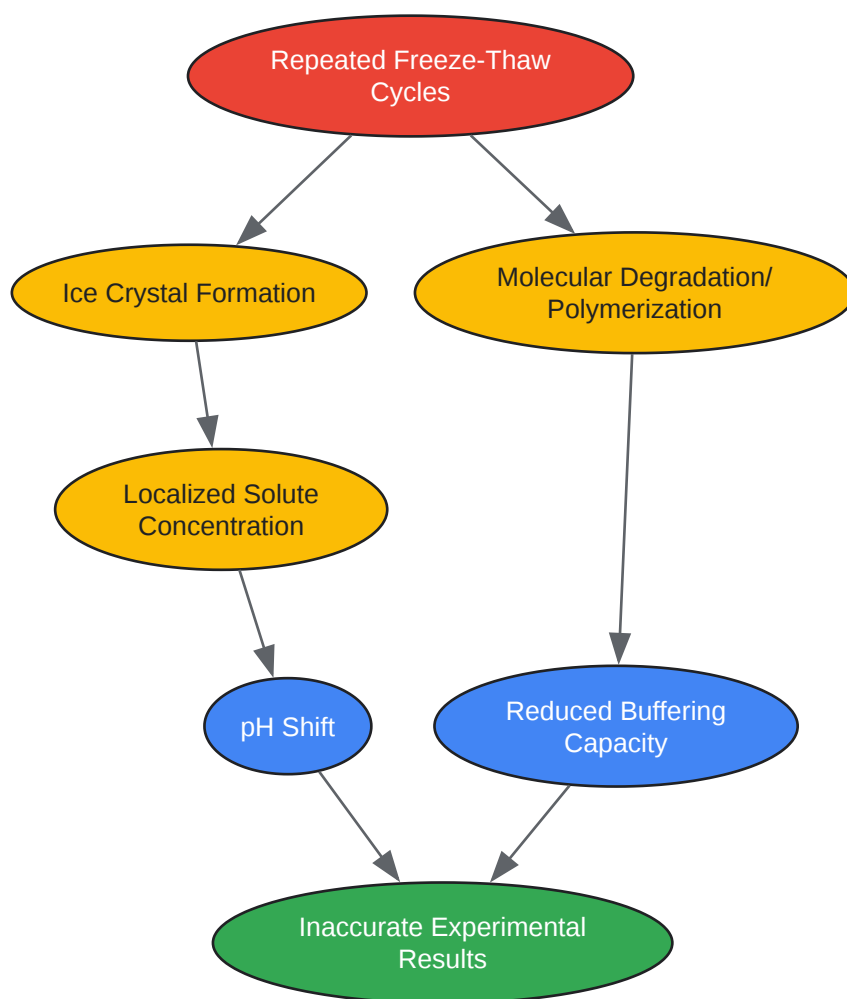 Repeated Freeze-Thaw
Cycles
Ice Crystal Formation
Molecular Degradation/
Polymerization
Localized Solute
Concentration
pH Shift
Reduced Buffering
Capacity
Inaccurate Experimental
Results